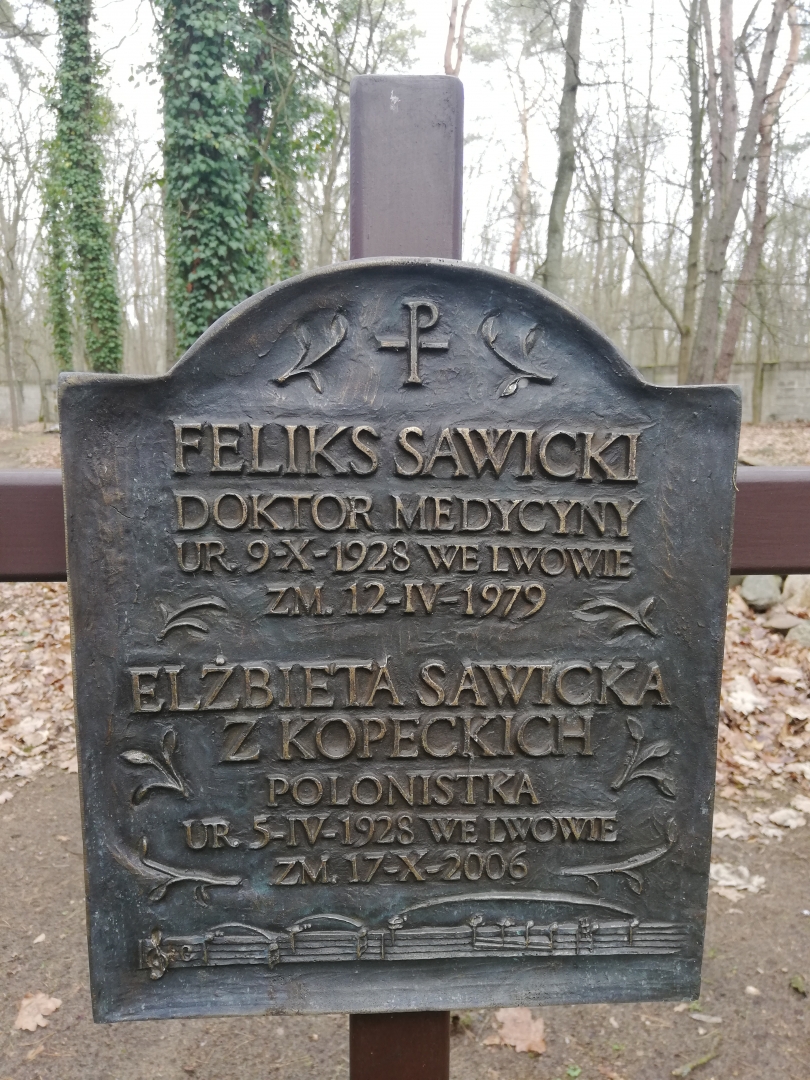 FELIKS SAWICKI
DOKTOR MEDYCYNY
UR. 9-X-1928 WE LWOWIE
ZM. 12-IV-1979
ELŻBIETA SAWICKA
Z KOPECKICH
POLONISTKA
UR. 5-IV-1928 WE LWOWIE
ZM. 17-X-2006